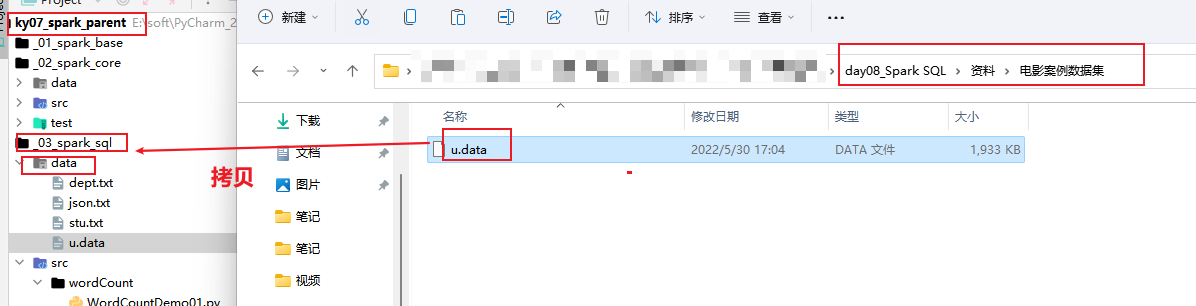 ky07_spark_parent E:\soft\PyCharm_2
_01_spark_base
_02_spark_core
data
src
test
_03_spark_sql
data
dept.txt
json.txt
stu.txt
u.data
src
wordCount
WordCountDemo01.py
拷贝
新建
排序
查看
day08_Spark SQL
资料
电影案例数据集
名称
修改日期
类型
大小
u.data
2022/5/30 17:04
DATA 文件
1,933 KB
下载
文档
图片
笔记
笔记
视频